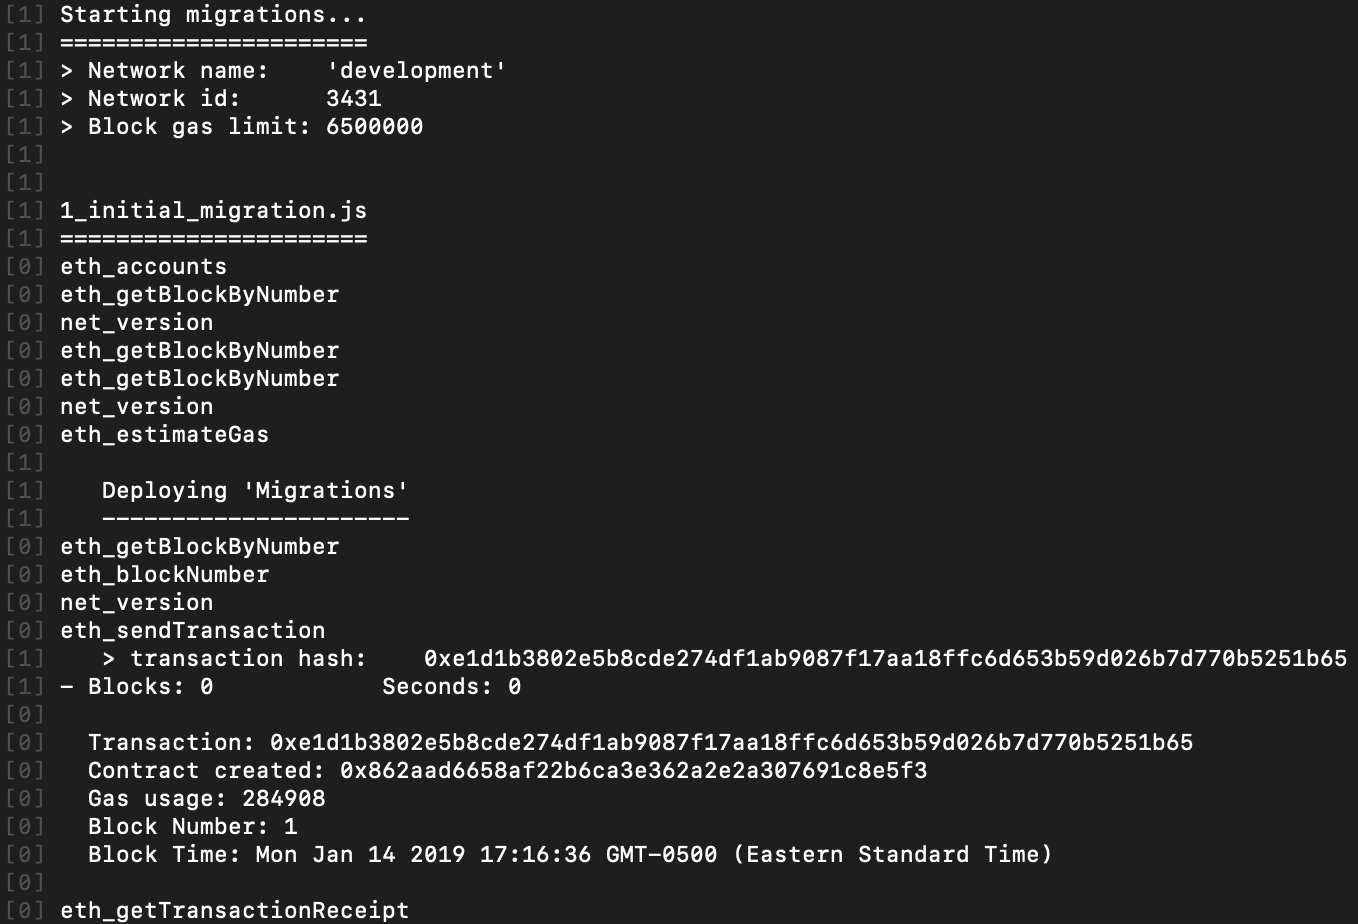 [1] Starting migrations...
[1] ======================
[1] > Network name:    'development'
[1] > Network id:      3431
[1] > Block gas limit: 6500000
[1]
[1]
[1] 1_initial_migration.js
[1] ======================
[0] eth_accounts
[0] eth_getBlockByNumber
[0] net_version
[0] eth_getBlockByNumber
[0] eth_getBlockByNumber
[0] net_version
[0] eth_estimateGas
[1]
[1]    Deploying 'Migrations'
[1]    ----------------------
[0] eth_getBlockByNumber
[0] eth_blockNumber
[0] net_version
[0] eth_sendTransaction
[1]    > transaction hash:    0xe1d1b3802e5b8cde274df1ab9087f17aa18ffc6d653b59d026b7d770b5251b65
[1] - Blocks: 0            Seconds: 0
[0]
[0]   Transaction: 0xe1d1b3802e5b8cde274df1ab9087f17aa18ffc6d653b59d026b7d770b5251b65
[0]   Contract created: 0x862aad6658af22b6ca3e362a2e2a307691c8e5f3
[0]   Gas usage: 284908
[0]   Block Number: 1
[0]   Block Time: Mon Jan 14 2019 17:16:36 GMT-0500 (Eastern Standard Time)
[0]
[0] eth_getTransactionReceipt